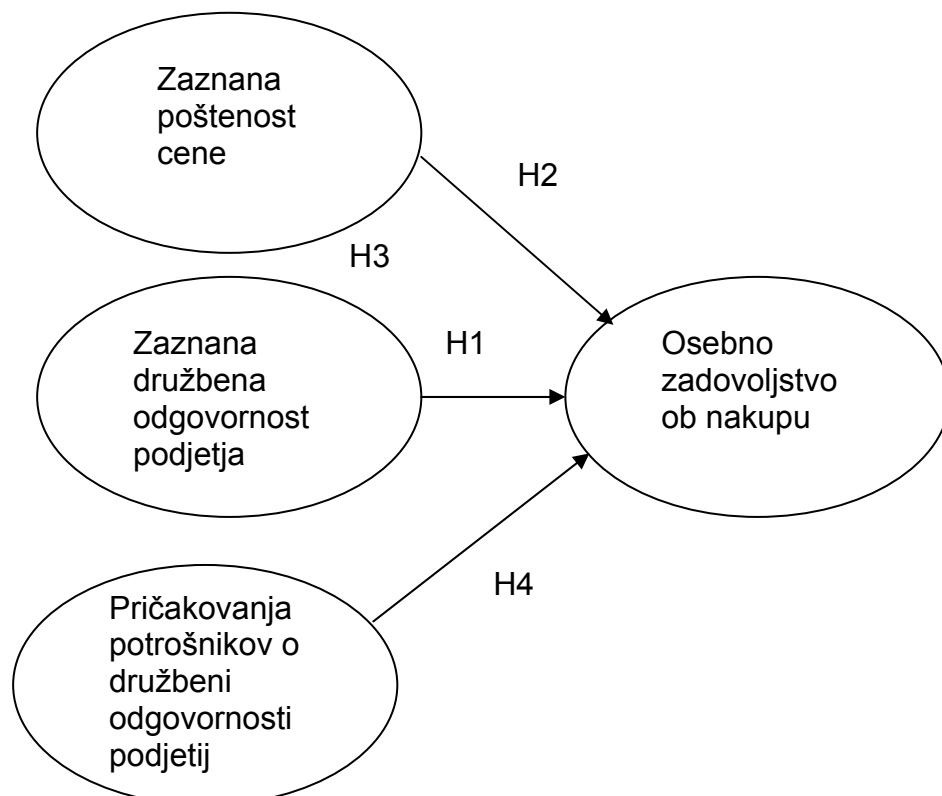 Zaznana
poštenost
cene
H2
H3
Zaznana
družbena
odgovornost
podjetja
H1
Osebno
zadovoljstvo
ob nakupu
H4
Pričakovanja
potrošnikov o
družbeni
odgovornosti
podjetij